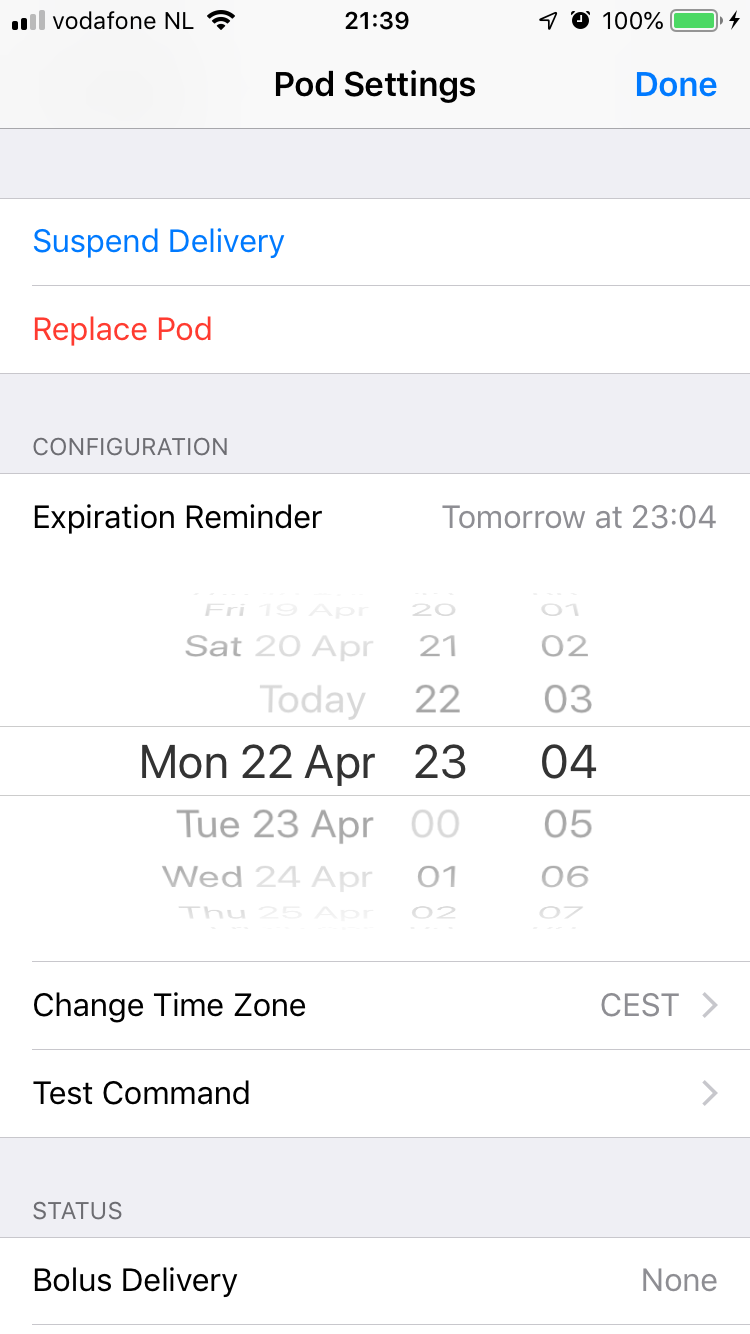 vodafone NL 21:39 100%
Pod Settings Done
Suspend Delivery
Replace Pod
CONFIGURATION
Expiration Reminder Tomorrow at 23:04
Fri 19 Apr 20 01
Sat 20 Apr 21 02
Today 22 03
Mon 22 Apr 23 04
Tue 23 Apr 00 05
Wed 24 Apr 01 06
Thu 25 Apr 02 07
Change Time Zone CEST
Test Command
STATUS
Bolus Delivery None